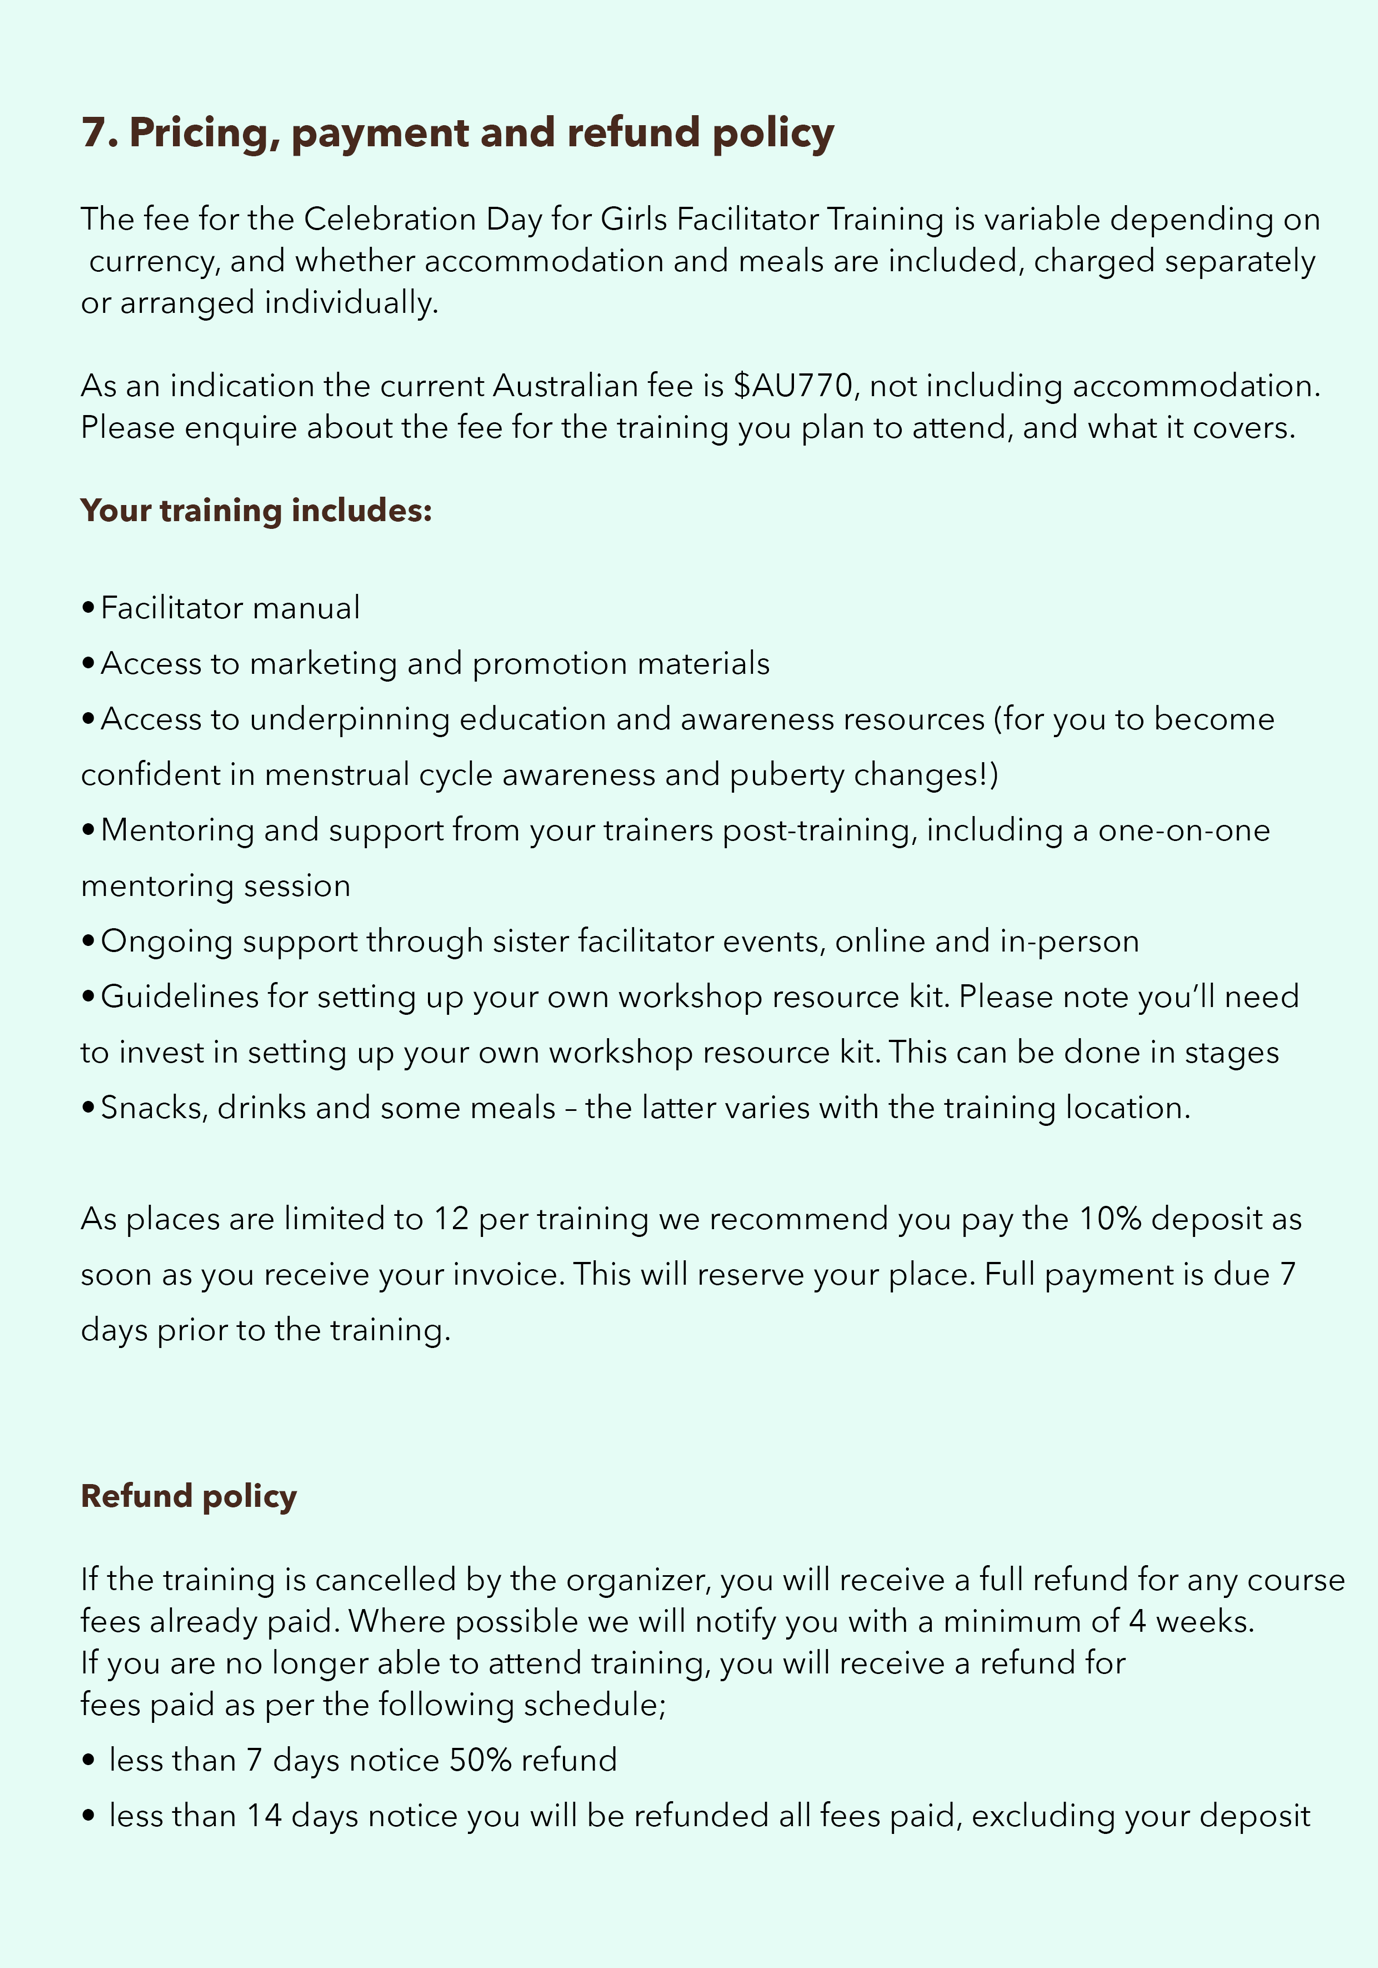 7. Pricing, payment and refund policy
The fee for the Celebration Day for Girls Facilitator Training is variable depending on
currency, and whether accommodation and meals are included, charged separately
or arranged individually.
As an indication the current Australian fee is $AU770, not including accommodation.
Please enquire about the fee for the training you plan to attend, and what it covers.
Your training includes:
•Facilitator manual
•Access to marketing and promotion materials
•Access to underpinning education and awareness resources (for you to become
confident in menstrual cycle awareness and puberty changes!)
•Mentoring and support from your trainers post-training, including a one-on-one
mentoring session
•Ongoing support through sister facilitator events, online and in-person
•Guidelines for setting up your own workshop resource kit. Please note you’ll need
to invest in setting up your own workshop resource kit. This can be done in stages
•Snacks, drinks and some meals – the latter varies with the training location.
As places are limited to 12 per training we recommend you pay the 10% deposit as
soon as you receive your invoice. This will reserve your place. Full payment is due 7
days prior to the training.
Refund policy
If the training is cancelled by the organizer, you will receive a full refund for any course
fees already paid. Where possible we will notify you with a minimum of 4 weeks.
If you are no longer able to attend training, you will receive a refund for
fees paid as per the following schedule;
• less than 7 days notice 50% refund
• less than 14 days notice you will be refunded all fees paid, excluding your deposit